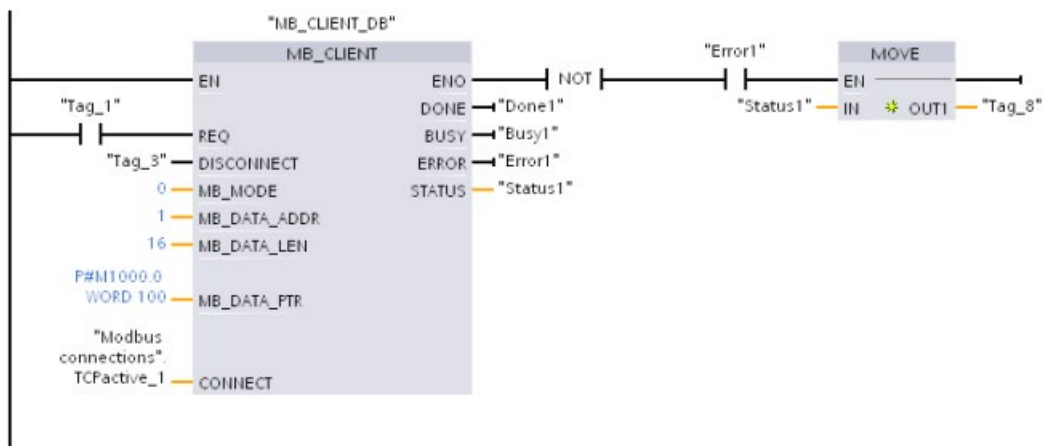 "MB_CLIENT_DB"
MB_CLIENT
"Error1"
MOVE
EN
ENO
NOT
EN
"Tag_1"
DONE
"Done1"
"Status1"
IN
OUT1
"Tag_8"
REQ
BUSY
"Busy1"
"Tag_3"
DISCONNECT
ERROR
"Error1"
0
MB_MODE
STATUS
"Status1"
1
MB_DATA_ADDR
16
MB_DATA_LEN
P#M1000.0
WORD 100
MB_DATA_PTR
"Modbus
connections".
TCPactive_1
CONNECT